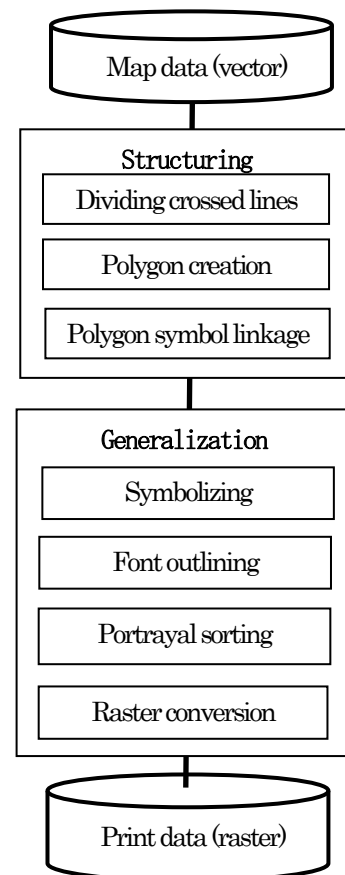 Map data (vector)
Structuring
Dividing crossed lines
Polygon creation
Polygon symbol linkage
Generalization
Symbolizing
Font outlining
Portrayal sorting
Raster conversion
Print data (raster)